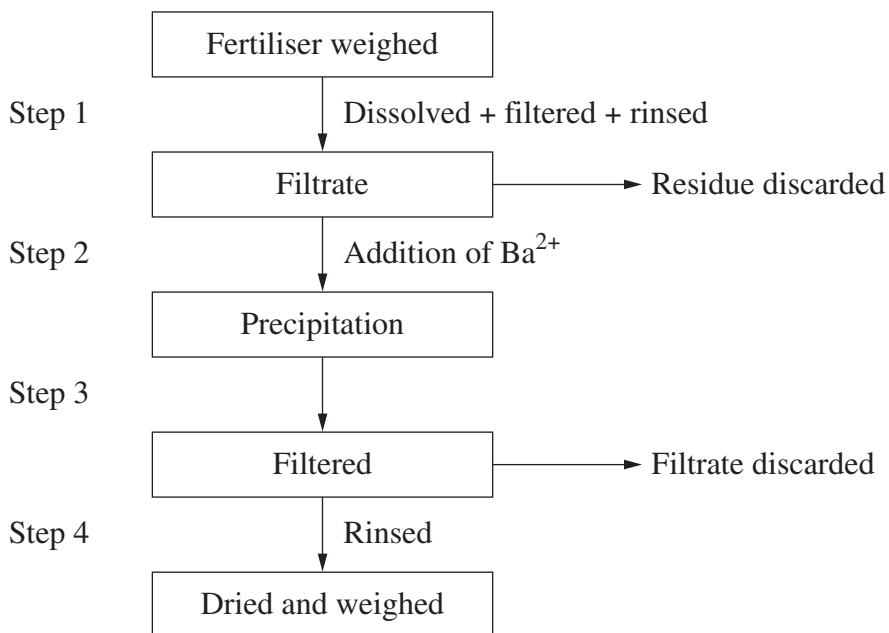 Fertiliser weighed
Step 1
Dissolved + filtered + rinsed
Filtrate
Residue discarded
Step 2
Addition of Ba²⁺
Precipitation
Step 3
Filtered
Filtrate discarded
Step 4
Rinsed
Dried and weighed